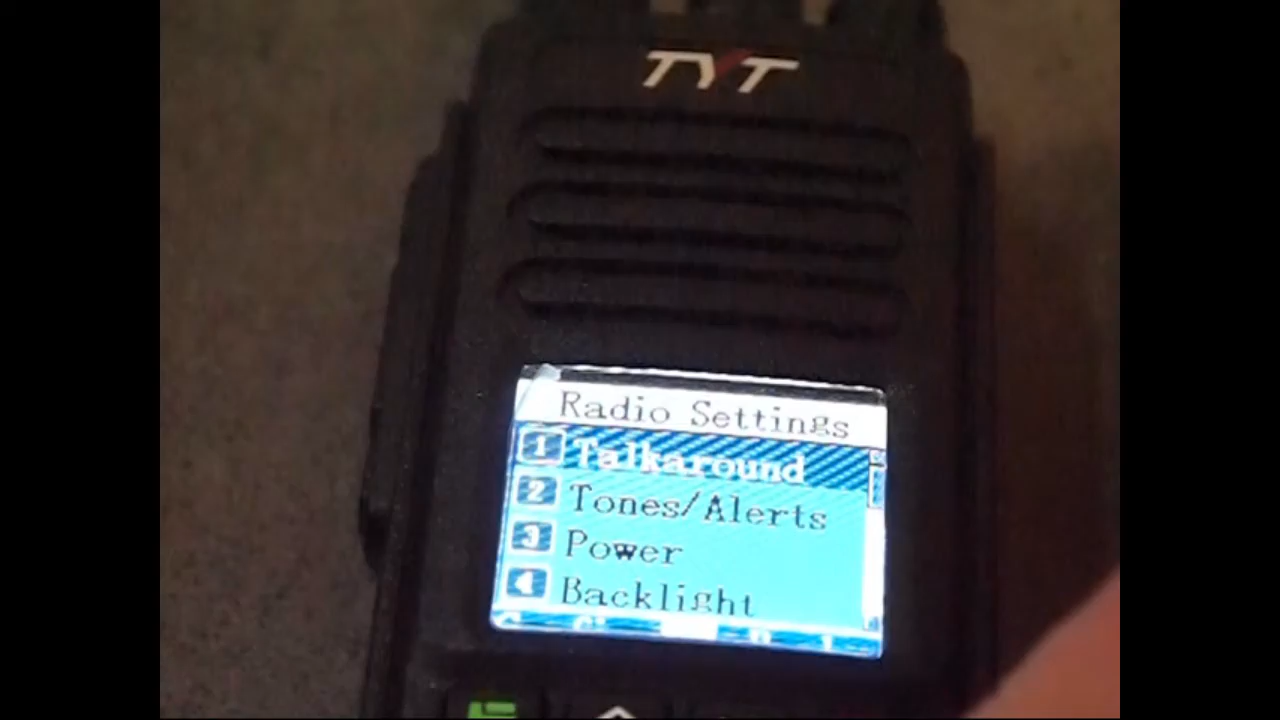 TYT
Radio Settings
1 Talkaround
2 Tones/Alerts
3 Power
4 Backlight